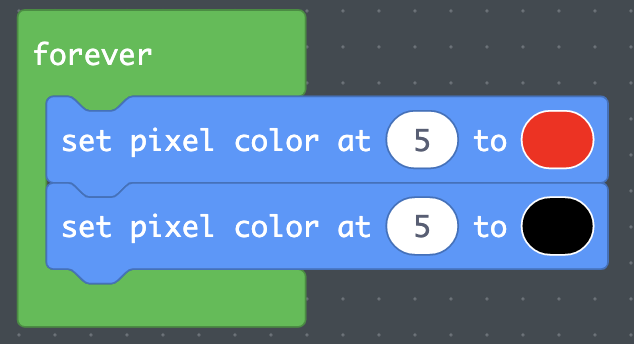 forever
set pixel color at 5 to
set pixel color at 5 to